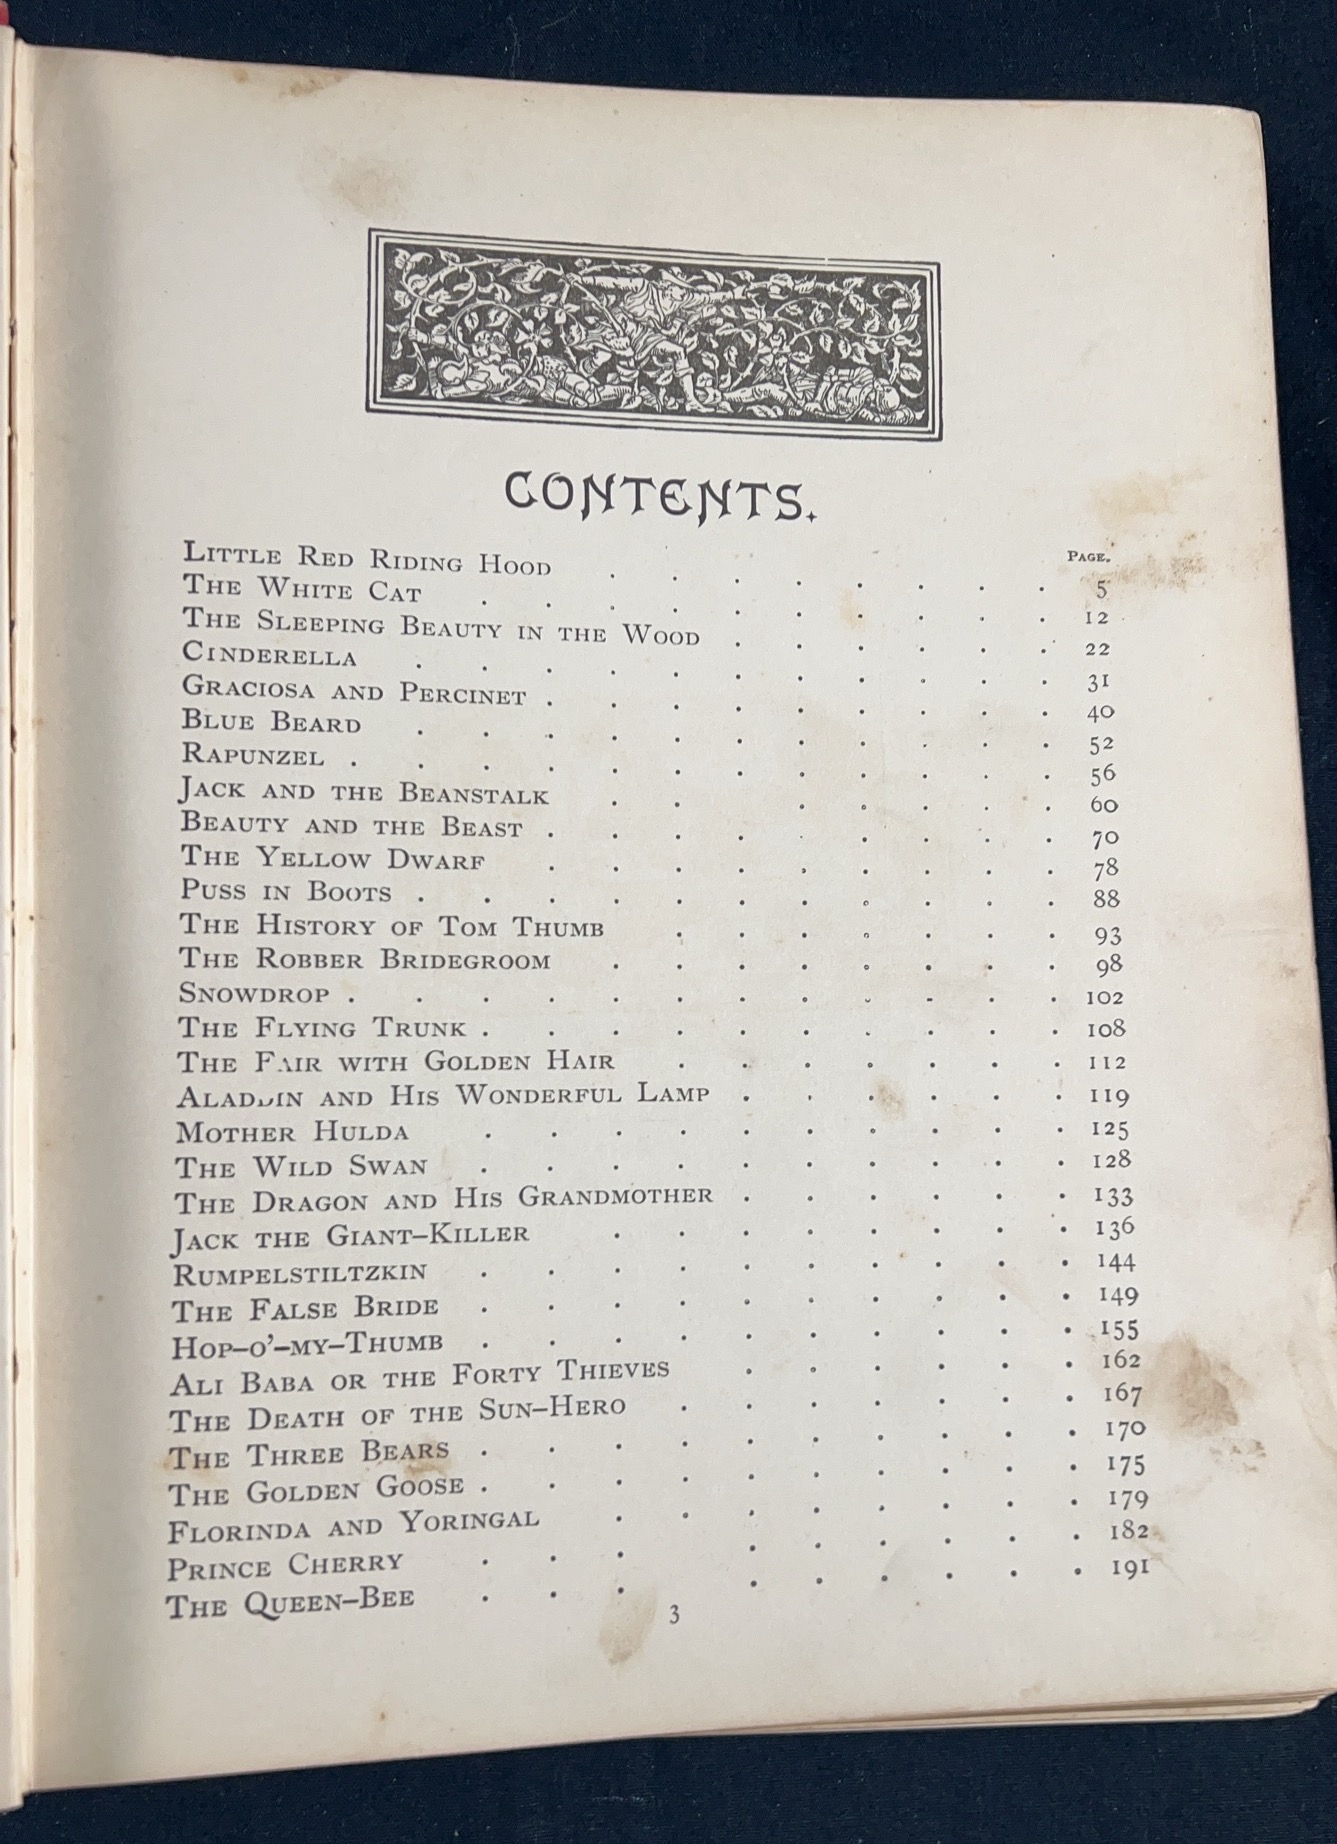 CONTENTS.
PAGE.
LITTLE RED RIDING HOOD . . . . . . . . 5
THE WHITE CAT . . . . . . . . . . 12
THE SLEEPING BEAUTY IN THE WOOD . . . . . . 22
CINDERELLA . . . . . . . . . . . 31
GRACIOSA AND PERCINET . . . . . . . . . 40
BLUE BEARD . . . . . . . . . . . 52
RAPUNZEL . . . . . . . . . . . . 56
JACK AND THE BEANSTALK . . . . . . . 60
BEAUTY AND THE BEAST . . . . . . . . . 70
THE YELLOW DWARF . . . . . . . . . 78
PUSS IN BOOTS . . . . . . . . . . . 88
THE HISTORY OF TOM THUMB . . . . . . . 93
THE ROBBER BRIDEGROOM . . . . . . . . 98
SNOWDROP . . . . . . . . . . . . 102
THE FLYING TRUNK . . . . . . . . . . 108
THE FAIR WITH GOLDEN HAIR . . . . . . . 112
ALADDIN AND HIS WONDERFUL LAMP . . . . . . 119
MOTHER HULDA . . . . . . . . . . 125
THE WILD SWAN . . . . . . . . . . 128
THE DRAGON AND HIS GRANDMOTHER . . . . . . 133
JACK THE GIANT-KILLER . . . . . . . . 136
RUMPELSTILTZKIN . . . . . . . . . . 144
THE FALSE BRIDE . . . . . . . . . . 149
HOP-O'-MY-THUMB . . . . . . . . . . 155
ALI BABA OR THE FORTY THIEVES . . . . . . 162
THE DEATH OF THE SUN-HERO . . . . . . . 167
THE THREE BEARS . . . . . . . . . . 170
THE GOLDEN GOOSE . . . . . . . . . . 175
FLORINDA AND YORINGAL . . . . . . . . 179
PRINCE CHERRY . . . . . . . . . 182
THE QUEEN-BEE . . . . . . . . . 191
3